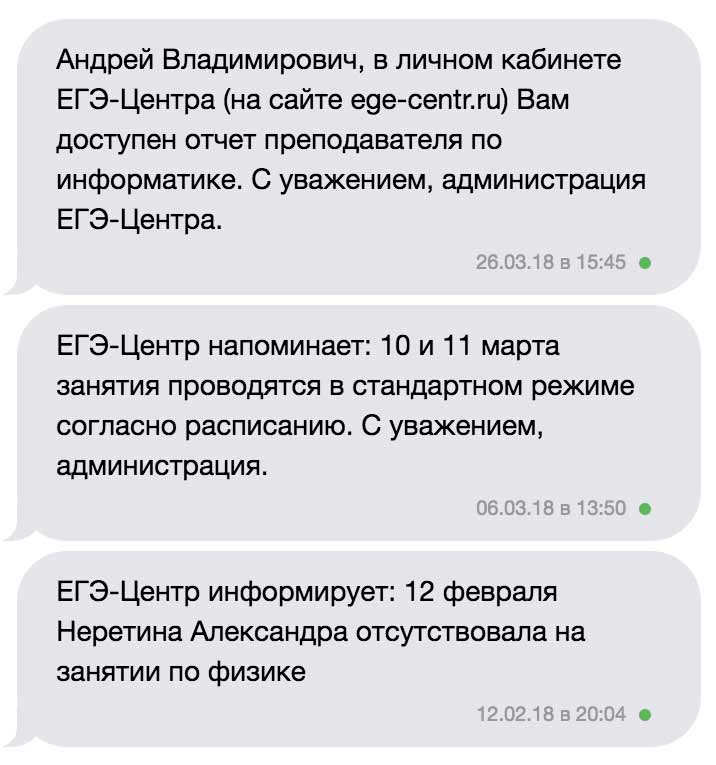 Андрей Владимирович, в личном кабинете
ЕГЭ-Центра (на сайте ege-centr.ru) Вам
доступен отчет преподавателя по
информатике. С уважением, администрация
ЕГЭ-Центра.
26.03.18 в 15:45
ЕГЭ-Центр напоминает: 10 и 11 марта
занятия проводятся в стандартном режиме
согласно расписанию. С уважением,
администрация.
06.03.18 в 13:50
ЕГЭ-Центр информирует: 12 февраля
Неретина Александра отсутствовала на
занятии по физике
12.02.18 в 20:04